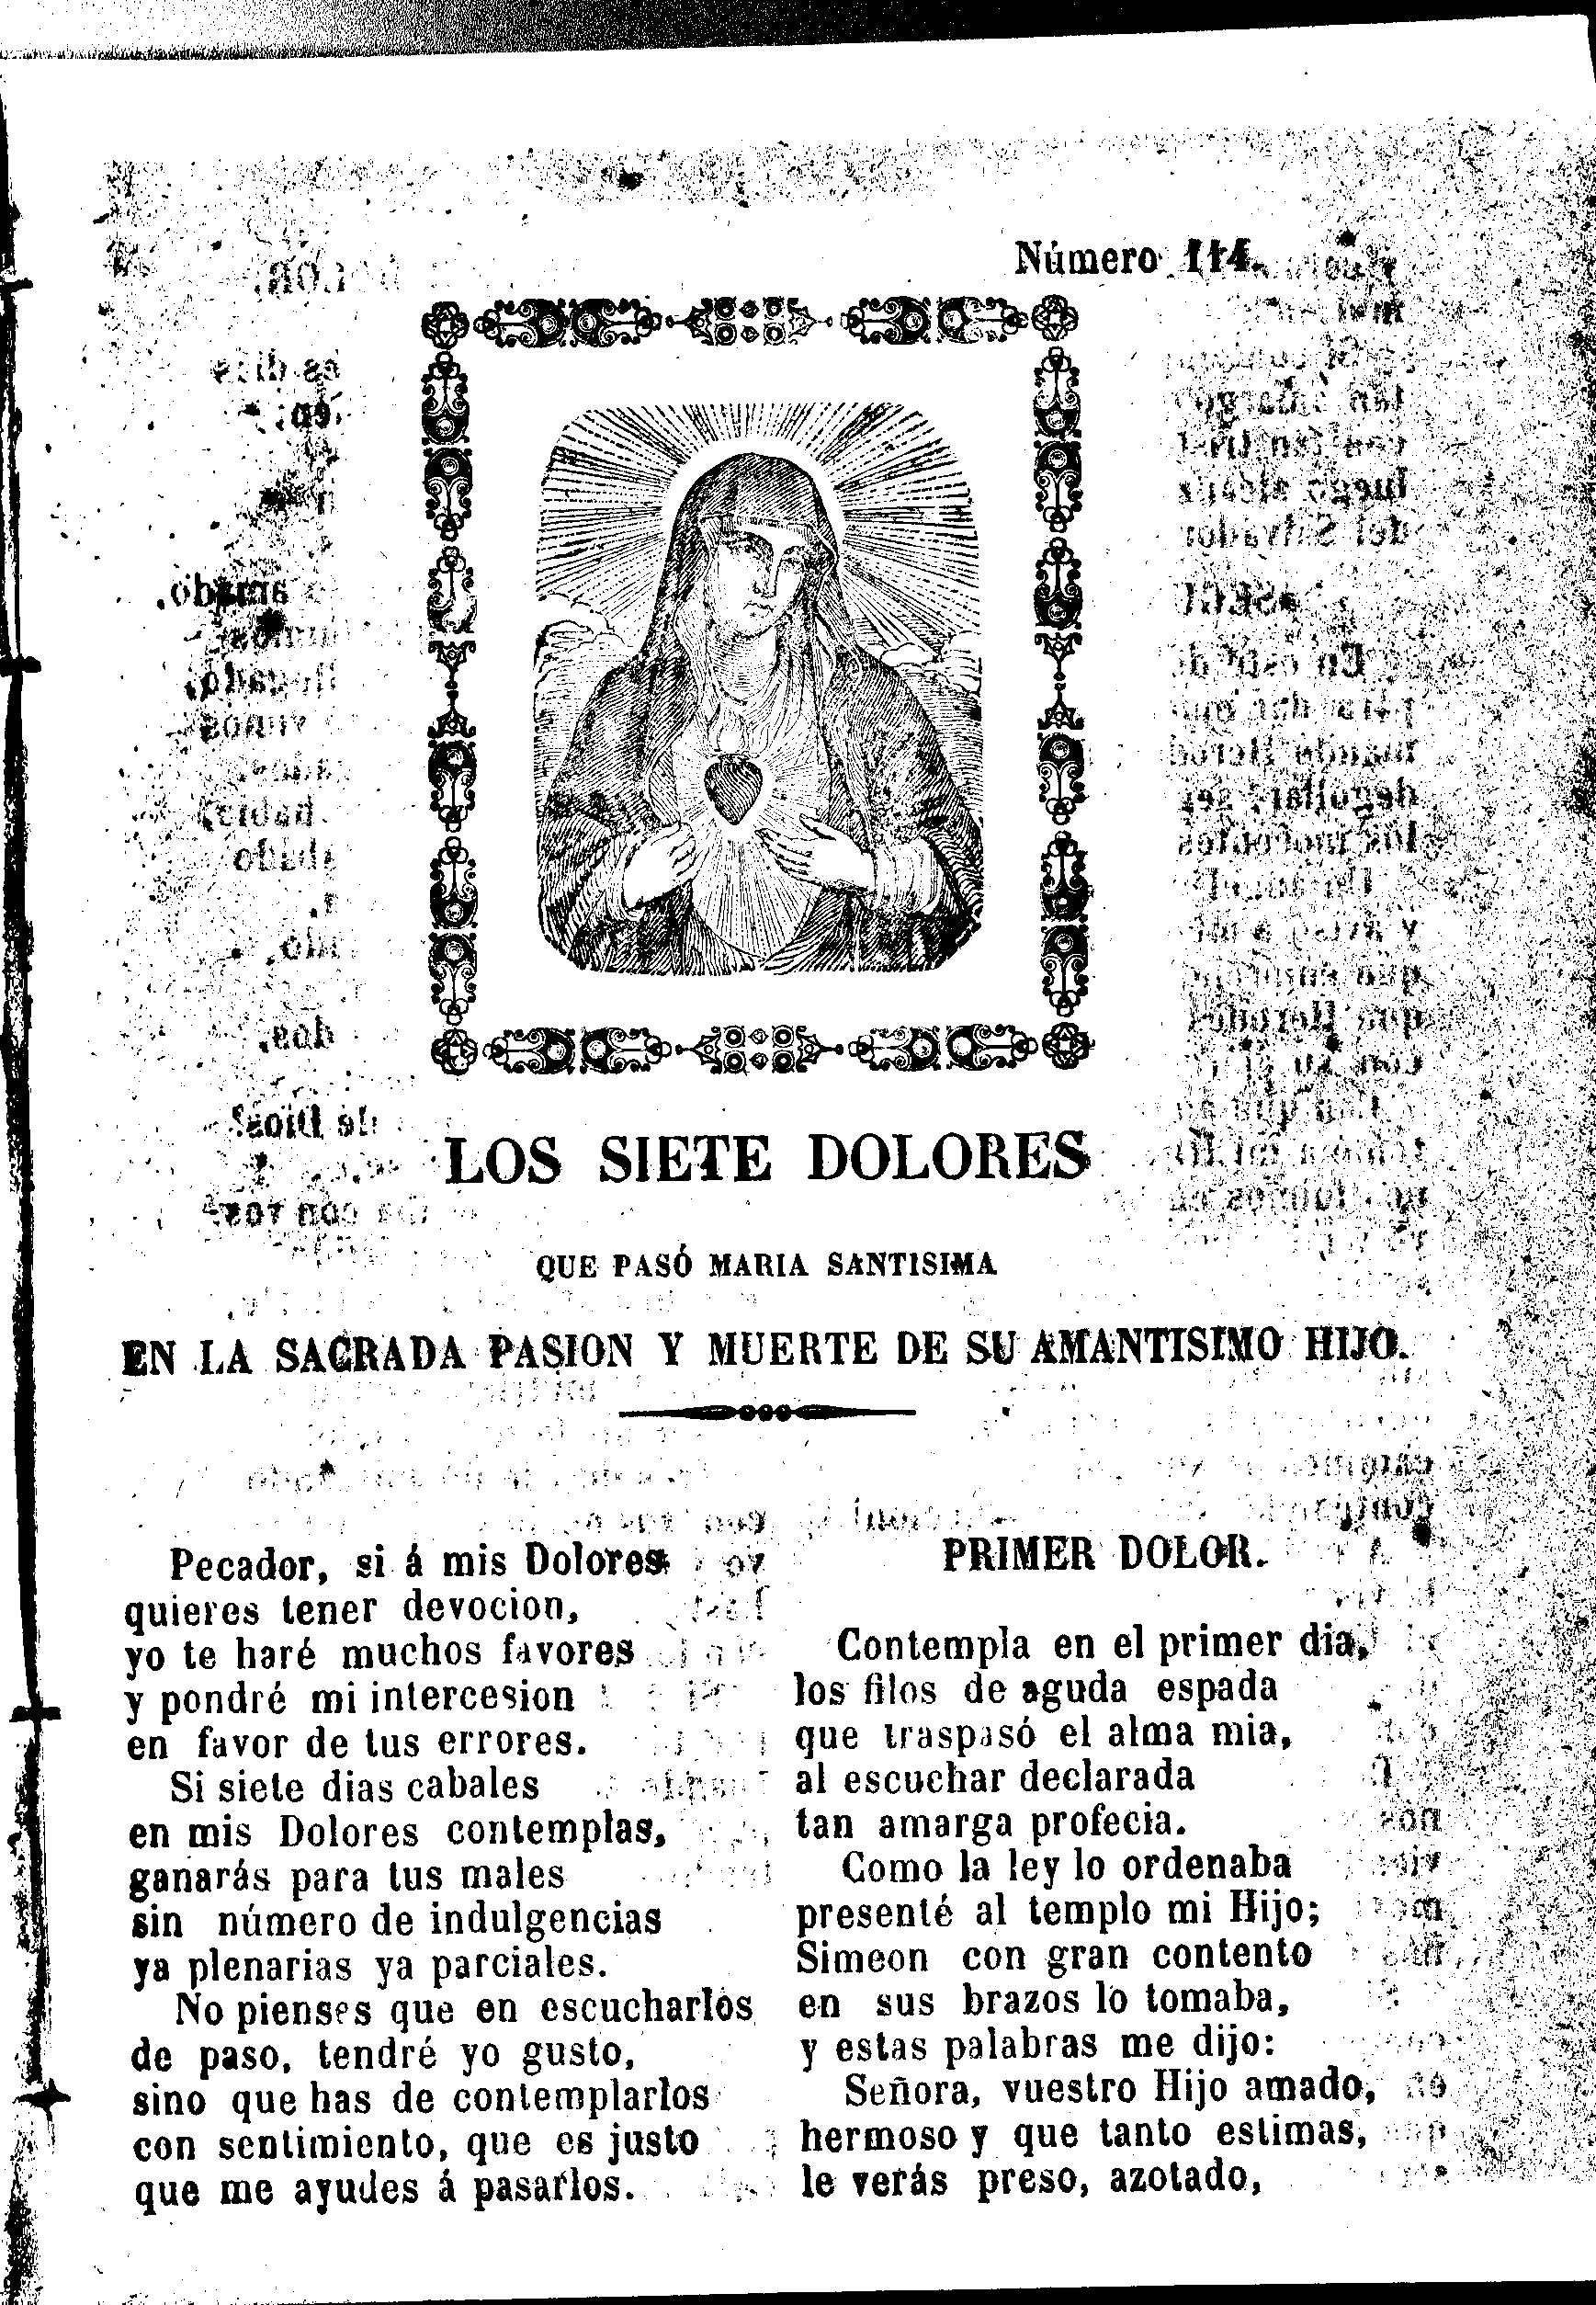 Número 114.
LOS SIETE DOLORES
QUE PASÓ MARIA SANTISIMA
EN LA SAGRADA PASION Y MUERTE DE SU AMANTISIMO HIJO.
Pecador, si á mis Dolores
quieres tener devocion,
yo te haré muchos favores
y pondré mi intercesion
en favor de tus errores.
Si siete dias cabales
en mis Dolores contemplas,
ganarás para tus males
sin número de indulgencias
ya plenarias ya parciales.
No pienses que en escucharlos
de paso, tendré yo gusto,
sino que has de contemplarlos
con sentimiento, que es justo
que me ayudes á pasarlos.
PRIMER DOLOR.
Contempla en el primer dia,
los filos de aguda espada
que traspasó el alma mia,
al escuchar declarada
tan amarga profecia.
Como la ley lo ordenaba
presenté al templo mi Hijo;
Simeon con gran contento
en sus brazos lo tomaba,
y estas palabras me dijo:
Señora, vuestro Hijo amado,
hermoso y que tanto estimas,
le verás preso, azotado,